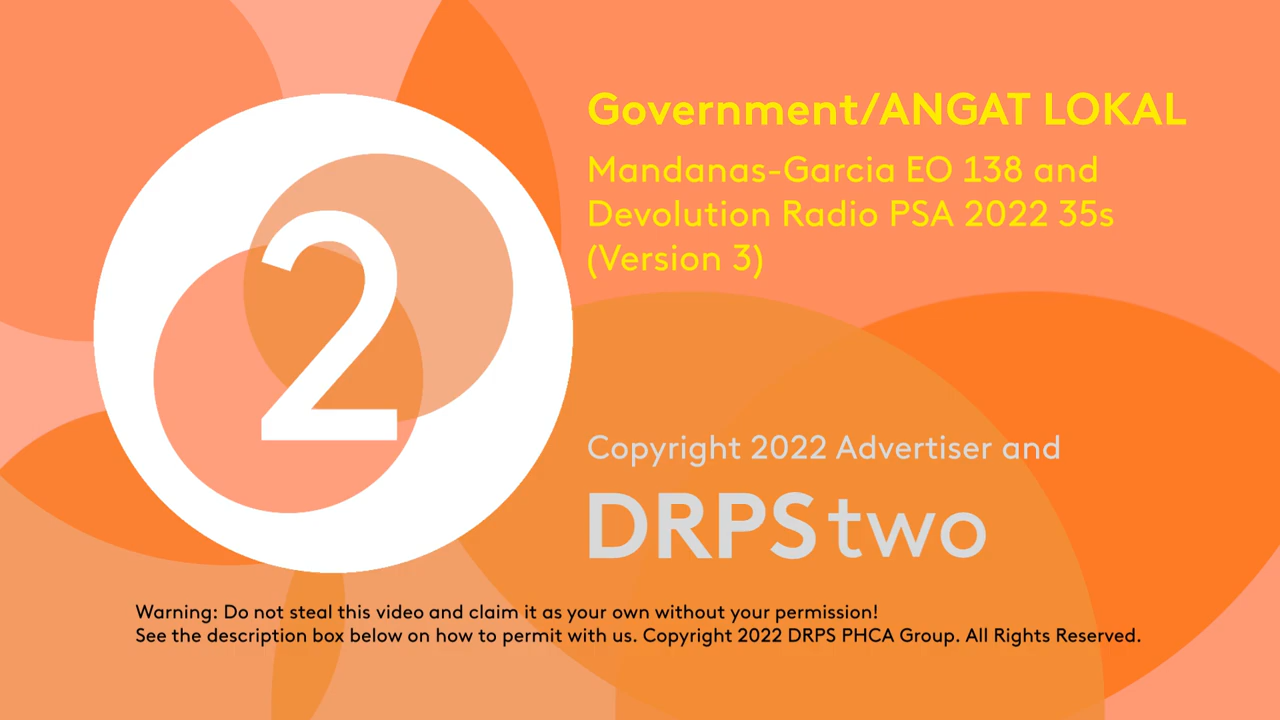 2
Government/ANGAT LOKAL
Mandanas-Garcia EO 138 and
Devolution Radio PSA 2022 35s
(Version 3)
Copyright 2022 Advertiser and
DRPS two
Warning: Do not steal this video and claim it as your own without your permission!
See the description box below on how to permit with us. Copyright 2022 DRPS PHCA Group. All Rights Reserved.